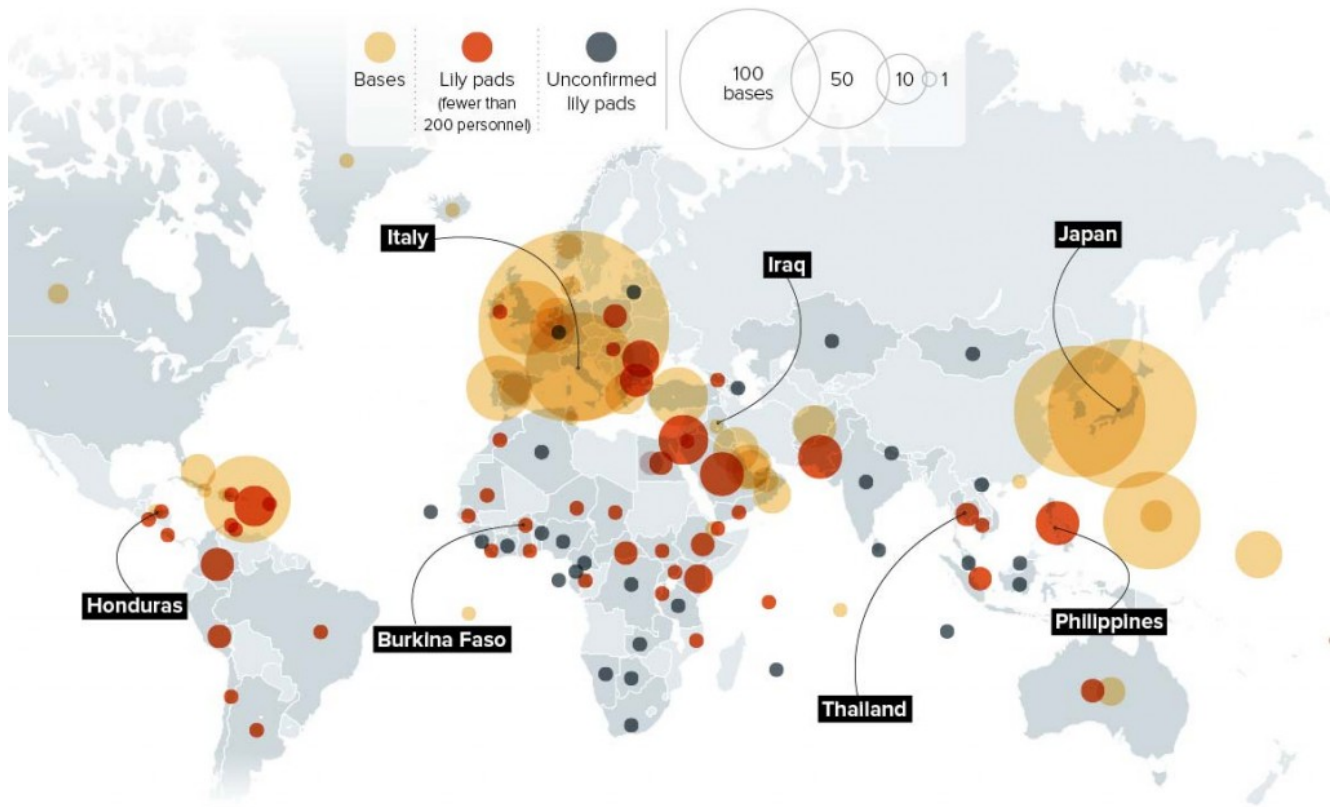 Bases
Lily pads
(fewer than
200 personnel)
Unconfirmed
lily pads
100
bases
50
10
1
Italy
Iraq
Japan
Honduras
Burkina Faso
Thailand
Philippines